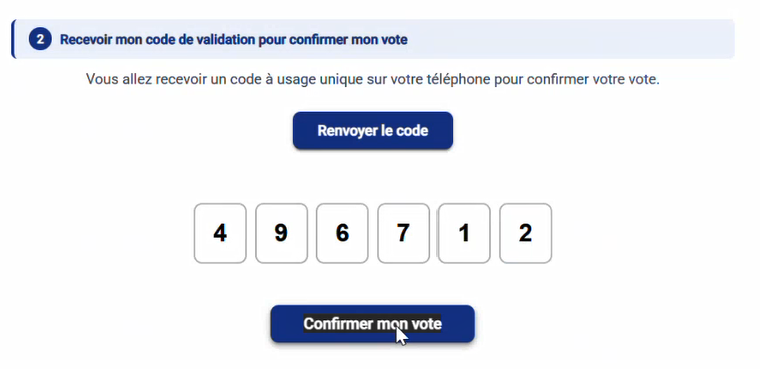 2 Recevoir mon code de validation pour confirmer mon vote
Vous allez recevoir un code à usage unique sur votre téléphone pour confirmer votre vote.
Renvoyer le code
4 9 6 7 1 2
Confirmer mon vote